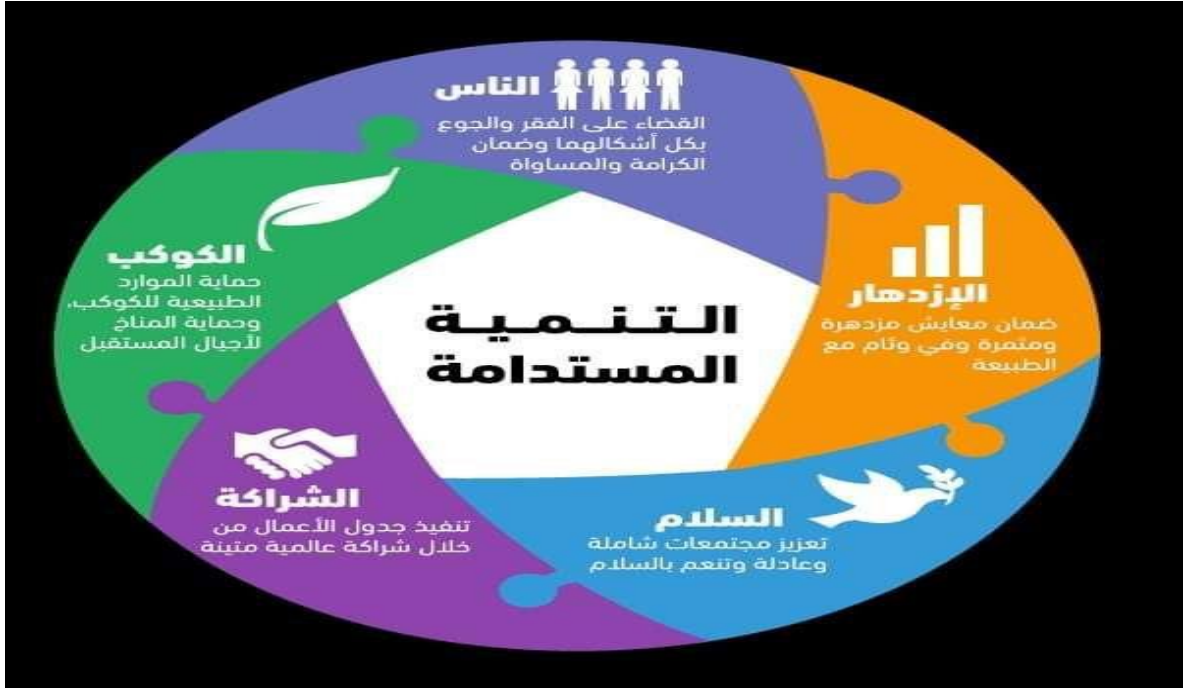 الناس
القضاء على الفقر والجوع
بكل أشكالهما وضمان
الكرامة والمساواة
الإزدهار
ضمان معايش مزدهرة
ومثمرة وفي وئام مع
الطبيعة
السلام
تعزيز مجتمعات شاملة
وعادلة وتنعم بالسلام
الشراكة
تنفيذ جدول الأعمال من
خلال شراكة عالمية متينة
الكوكب
حماية الموارد
الطبيعية للكوكب،
وحماية المناخ
لأجيال المستقبل
التنمية
المستدامة